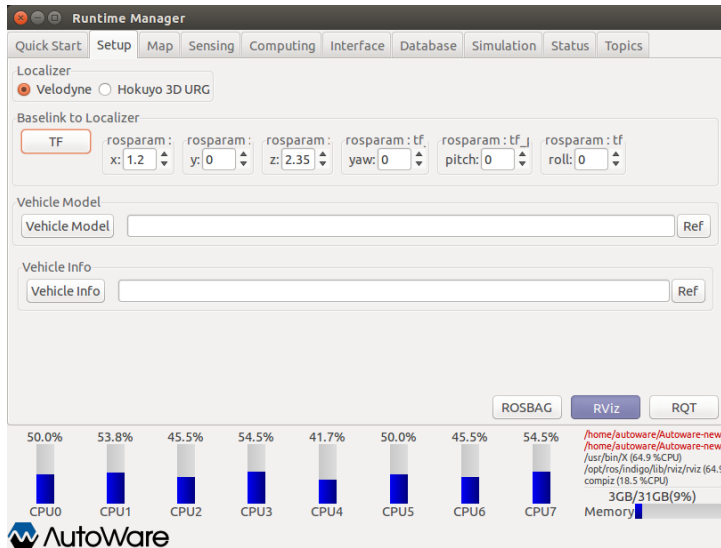 Runtime Manager
Quick Start Setup Map Sensing Computing Interface Database Simulation Status Topics
Localizer
Velodyne Hokuyo 3D URG
Baselink to Localizer
TF
rosparam : rosparam : rosparam : rosparam : tf_ rosparam : tf_p rosparam : tf
x: 1.2 y: 0 z: 2.35 yaw: 0 pitch: 0 roll: 0
Vehicle Model
Vehicle Model Ref
Vehicle Info
Vehicle Info Ref
ROSBAG RViz RQT
50.0% 53.8% 45.5% 54.5% 41.7% 50.0% 45.5% 54.5%
CPU0 CPU1 CPU2 CPU3 CPU4 CPU5 CPU6 CPU7
/home/autoware/Autoware-new
/home/autoware/Autoware-new
/usr/bin/X (64.9 %CPU)
/opt/ros/indigo/lib/rviz/rviz (64.9
compiz (18.5 %CPU)
3GB/31GB(9%)
Memory
AutoWare